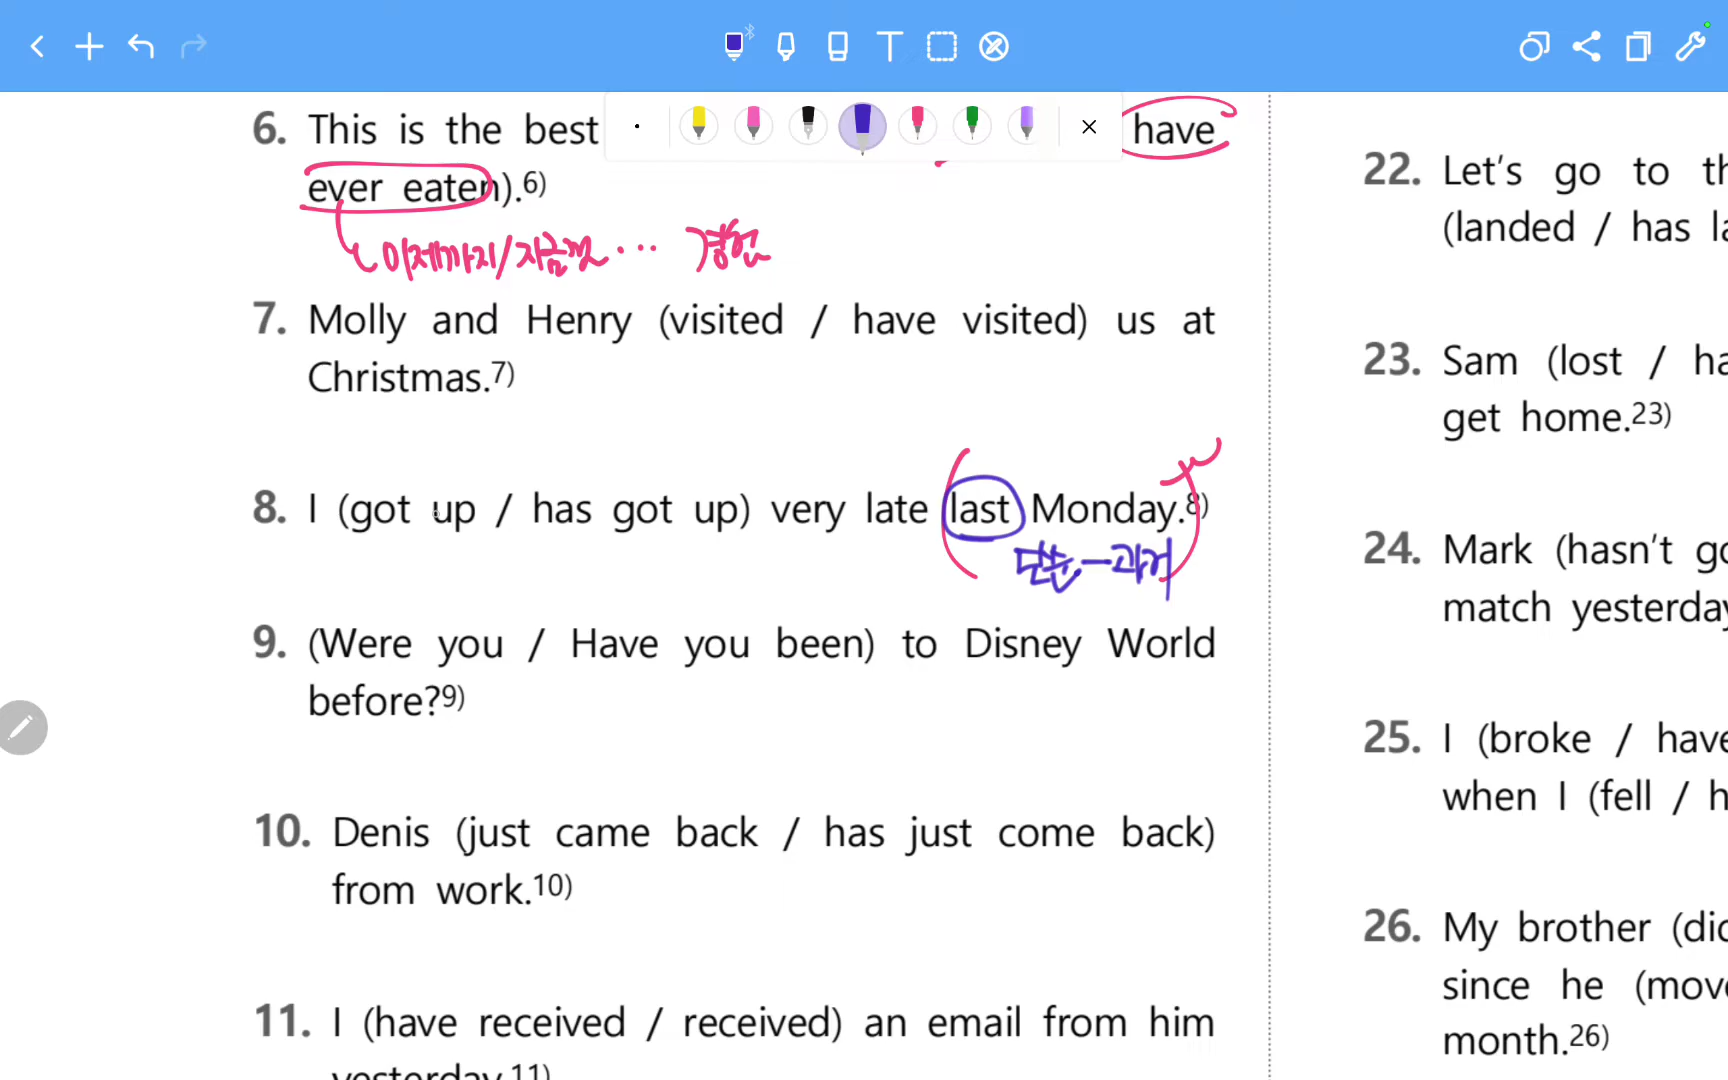 6. This is the best have
ever eaten).6)
이제까지/지금껏... 경험
7. Molly and Henry (visited / have visited) us at
Christmas.7)
8. I (got up / has got up) very late last Monday.8)
단순-과거
9. (Were you / Have you been) to Disney World
before?9)
10. Denis (just came back / has just come back)
from work.10)
11. I (have received / received) an email from him
yesterday.11)
22. Let's go to th
(landed / has la
23. Sam (lost / ha
get home.23)
24. Mark (hasn't go
match yesterday
25. I (broke / have
when I (fell / h
26. My brother (did
since he (move
month.26)